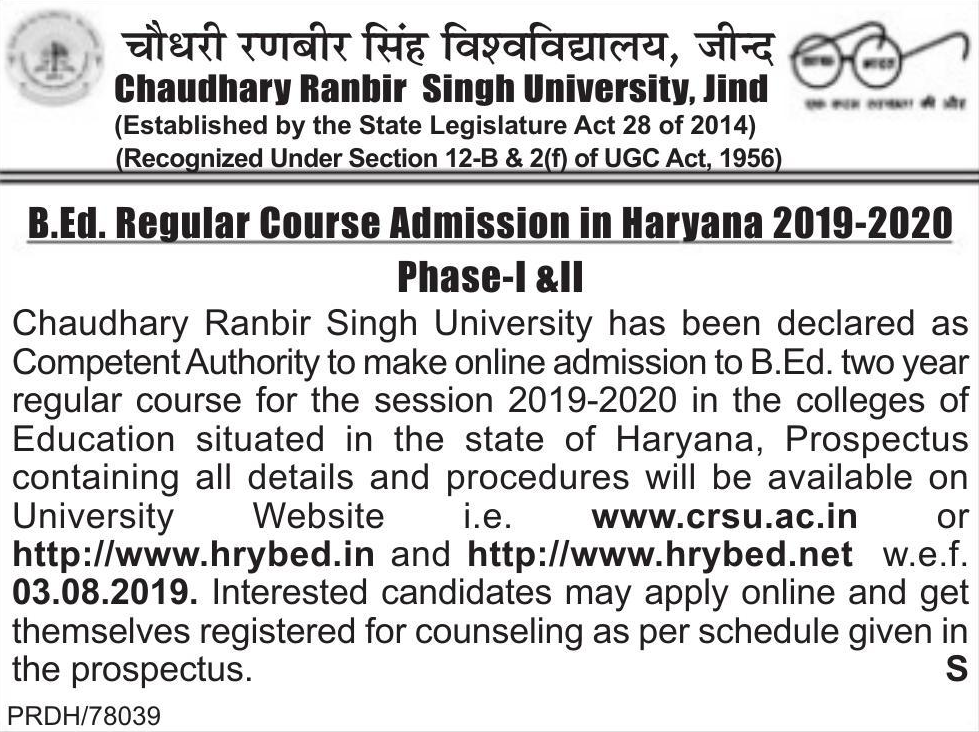 चौधरी रणबीर सिंह विश्वविद्यालय, जीन्द
Chaudhary Ranbir Singh University, Jind
(Established by the State Legislature Act 28 of 2014)
(Recognized Under Section 12-B & 2(f) of UGC Act, 1956)
एक कदम स्वच्छता की ओर
B.Ed. Regular Course Admission in Haryana 2019-2020
Phase-I &II
Chaudhary Ranbir Singh University has been declared as
Competent Authority to make online admission to B.Ed. two year
regular course for the session 2019-2020 in the colleges of
Education situated in the state of Haryana, Prospectus
containing all details and procedures will be available on
University Website i.e. www.crsu.ac.in or
http://www.hrybed.in and http://www.hrybed.net w.e.f.
03.08.2019. Interested candidates may apply online and get
themselves registered for counseling as per schedule given in
the prospectus. S
PRDH/78039